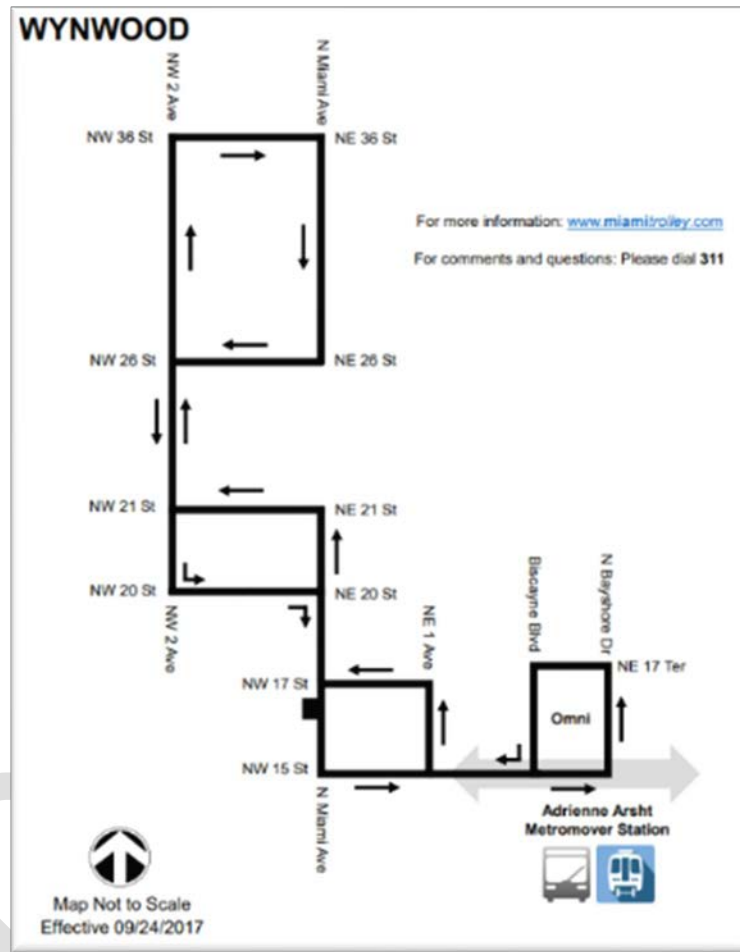 WYNWOOD
NW 2 Ave
N Miami Ave
NW 36 St
NE 36 St
For more information: www.miamitrolley.com
For comments and questions: Please dial 311
NW 26 St
NE 26 St
NW 21 St
NE 21 St
NW 20 St
NE 20 St
NW 2 Ave
NE 1 Ave
Biscayne Blvd
N Bayshore Dr
NE 17 Ter
NW 17 St
Omni
NW 15 St
N Miami Ave
Adrienne Arsht
Metromover Station
Map Not to Scale
Effective 09/24/2017